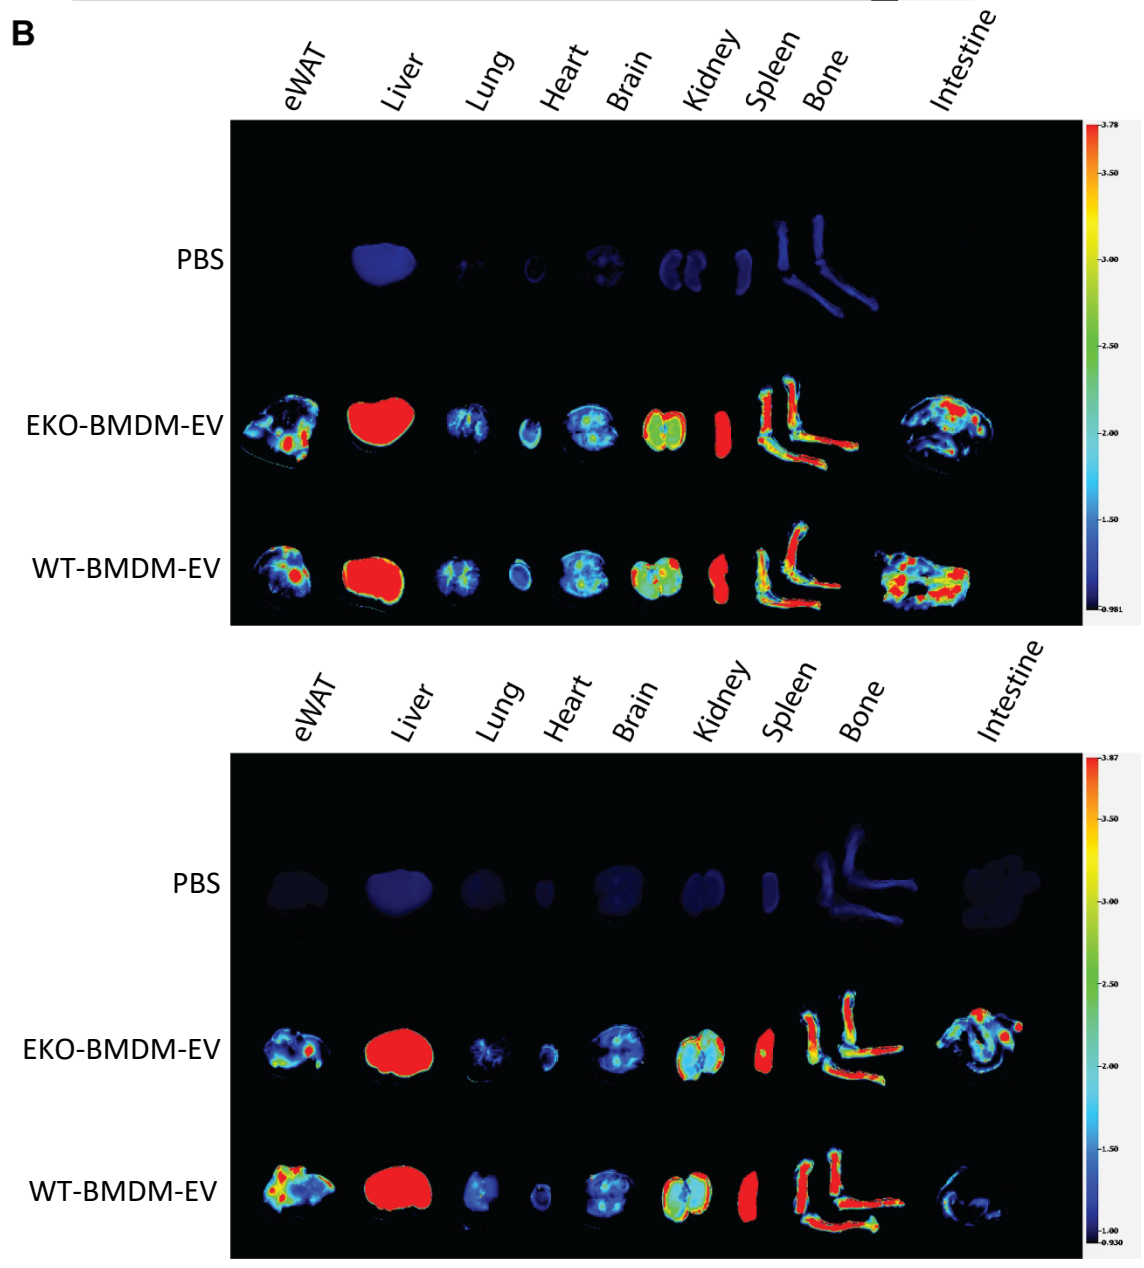 B
eWAT Liver Lung Heart Brain Kidney Spleen Bone Intestine
3.78
3.50
PBS
3.00
2.50
EKO-BMDM-EV
2.00
1.50
WT-BMDM-EV
0.981
eWAT Liver Lung Heart Brain Kidney Spleen Bone Intestine
3.87
3.50
PBS
3.00
2.50
EKO-BMDM-EV
2.00
1.50
WT-BMDM-EV
1.00
0.930